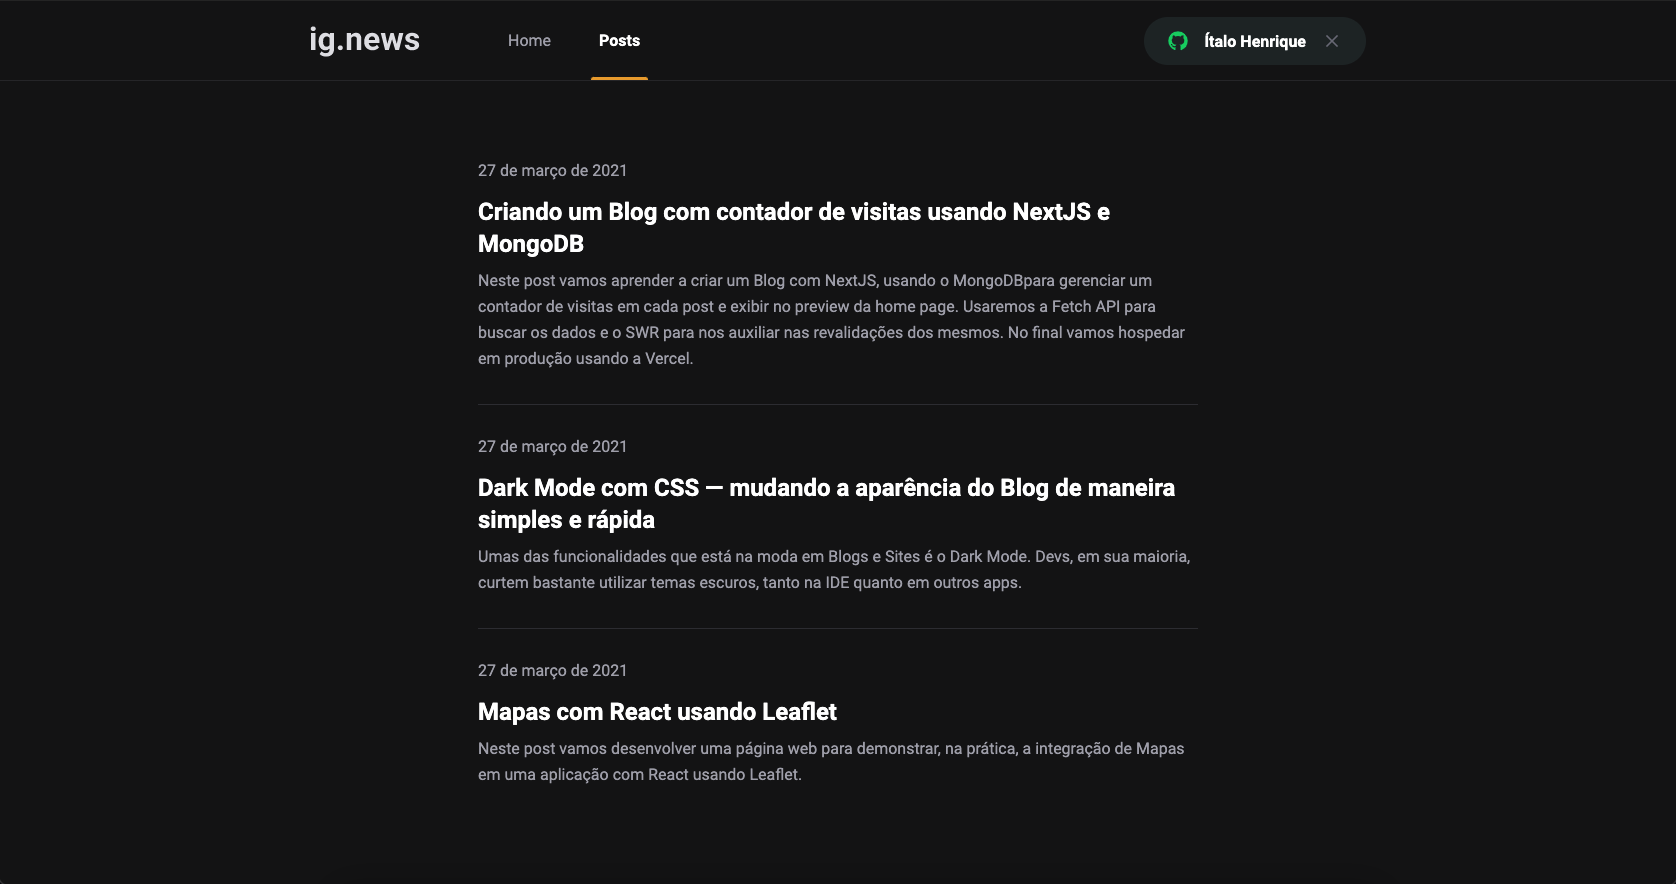 ig.news
Home
Posts
Ítalo Henrique
27 de março de 2021
Criando um Blog com contador de visitas usando NextJS e
MongoDB
Neste post vamos aprender a criar um Blog com NextJS, usando o MongoDBpara gerenciar um
contador de visitas em cada post e exibir no preview da home page. Usaremos a Fetch API para
buscar os dados e o SWR para nos auxiliar nas revalidações dos mesmos. No final vamos hospedar
em produção usando a Vercel.
27 de março de 2021
Dark Mode com CSS — mudando a aparência do Blog de maneira
simples e rápida
Umas das funcionalidades que está na moda em Blogs e Sites é o Dark Mode. Devs, em sua maioria,
curtem bastante utilizar temas escuros, tanto na IDE quanto em outros apps.
27 de março de 2021
Mapas com React usando Leaflet
Neste post vamos desenvolver uma página web para demonstrar, na prática, a integração de Mapas
em uma aplicação com React usando Leaflet.